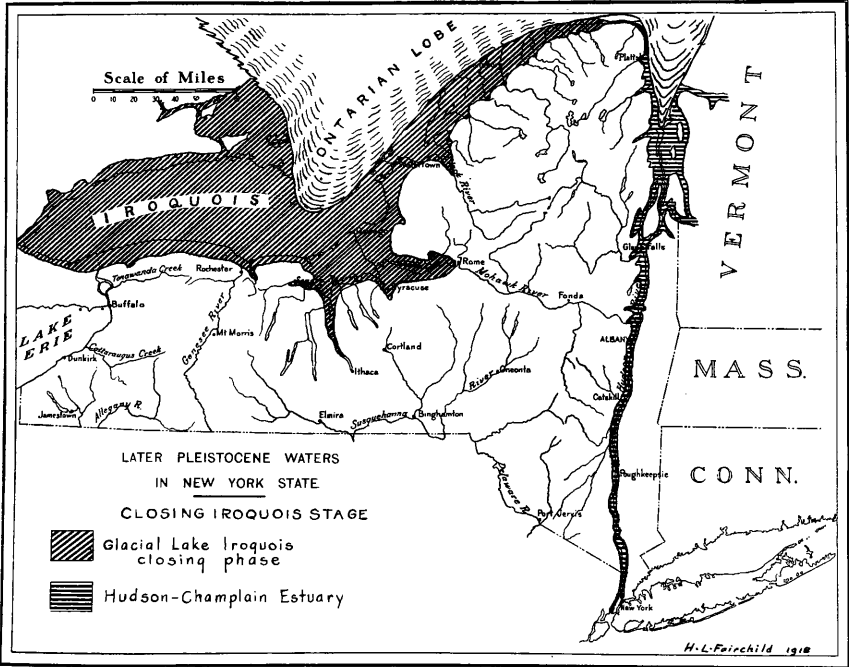 ONTARIAN LOBE
Scale of Miles
0 10 20 30 40 50
Platts
VERMONT
IROQUOIS
River
Glens Falls
Tonawanda Creek
Rochester
Rome
Mohawk River
Syracuse
Fonda
Buffalo
LAKE
ERIE
Genesee River
Mt Morris
ALBANY
Cattaraugus Creek
Dunkirk
Cortland
Ithaca
River
Oneonta
MASS.
Catskill
Jamestown
Allegany R.
Elmira
Susquehanna
Binghamton
LATER PLEISTOCENE WATERS
IN NEW YORK STATE
CLOSING IROQUOIS STAGE
Delaware R.
Poughkeepsie
CONN.
Port Jervis
Glacial Lake Iroquois
closing phase
Hudson-Champlain Estuary
New York
H.L.Fairchild 1918